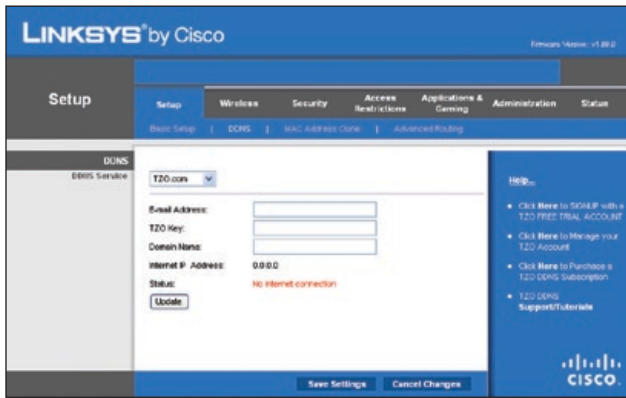 LINKSYS® by Cisco
Firmware Version: v1.00.0
Setup
Setup Wireless Security Access Restrictions Applications & Gaming Administration Status
Basic Setup | DDNS | MAC Address Clone | Advanced Routing
DDNS
DDNS Service
TZO.com
E-mail Address:
TZO Key:
Domain Name:
Internet IP Address: 0.0.0.0
Status: No Internet connection
Update
Help...
Click Here to SIGNUP with a
TZO FREE TRIAL ACCOUNT
Click Here to Manage your
TZO Account
Click Here to Purchase a
TZO DDNS Subscription
TZO DDNS
Support/Tutorials
Save Settings Cancel Changes
CISCO.